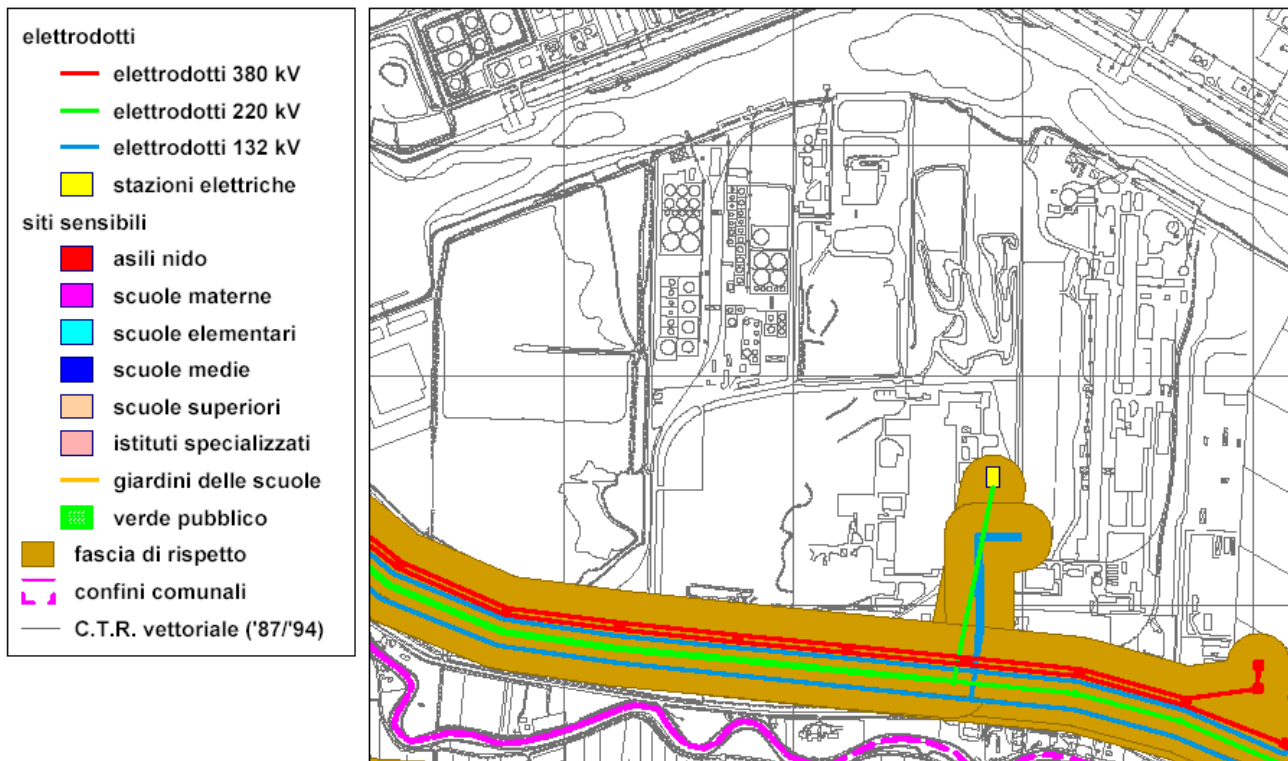 elettrodotti
elettrodotti 380 kV
elettrodotti 220 kV
elettrodotti 132 kV
stazioni elettriche
siti sensibili
asili nido
scuole materne
scuole elementari
scuole medie
scuole superiori
istituti specializzati
giardini delle scuole
verde pubblico
fascia di rispetto
confini comunali
C.T.R. vettoriale ('87/'94)